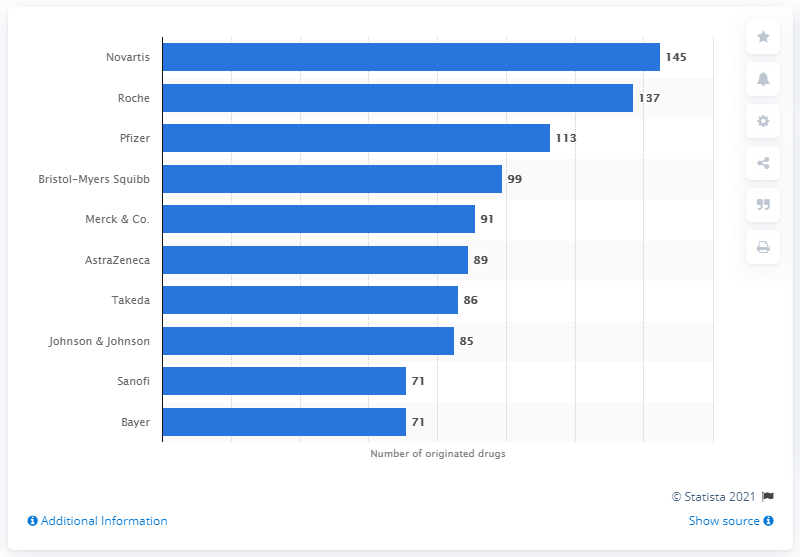 Novartis 145
Roche 137
Pfizer 113
Bristol-Myers Squibb 99
Merck & Co. 91
AstraZeneca 89
Takeda 86
Johnson & Johnson 85
Sanofi 71
Bayer 71
Number of originated drugs
© Statista 2021
Additional Information
Show source